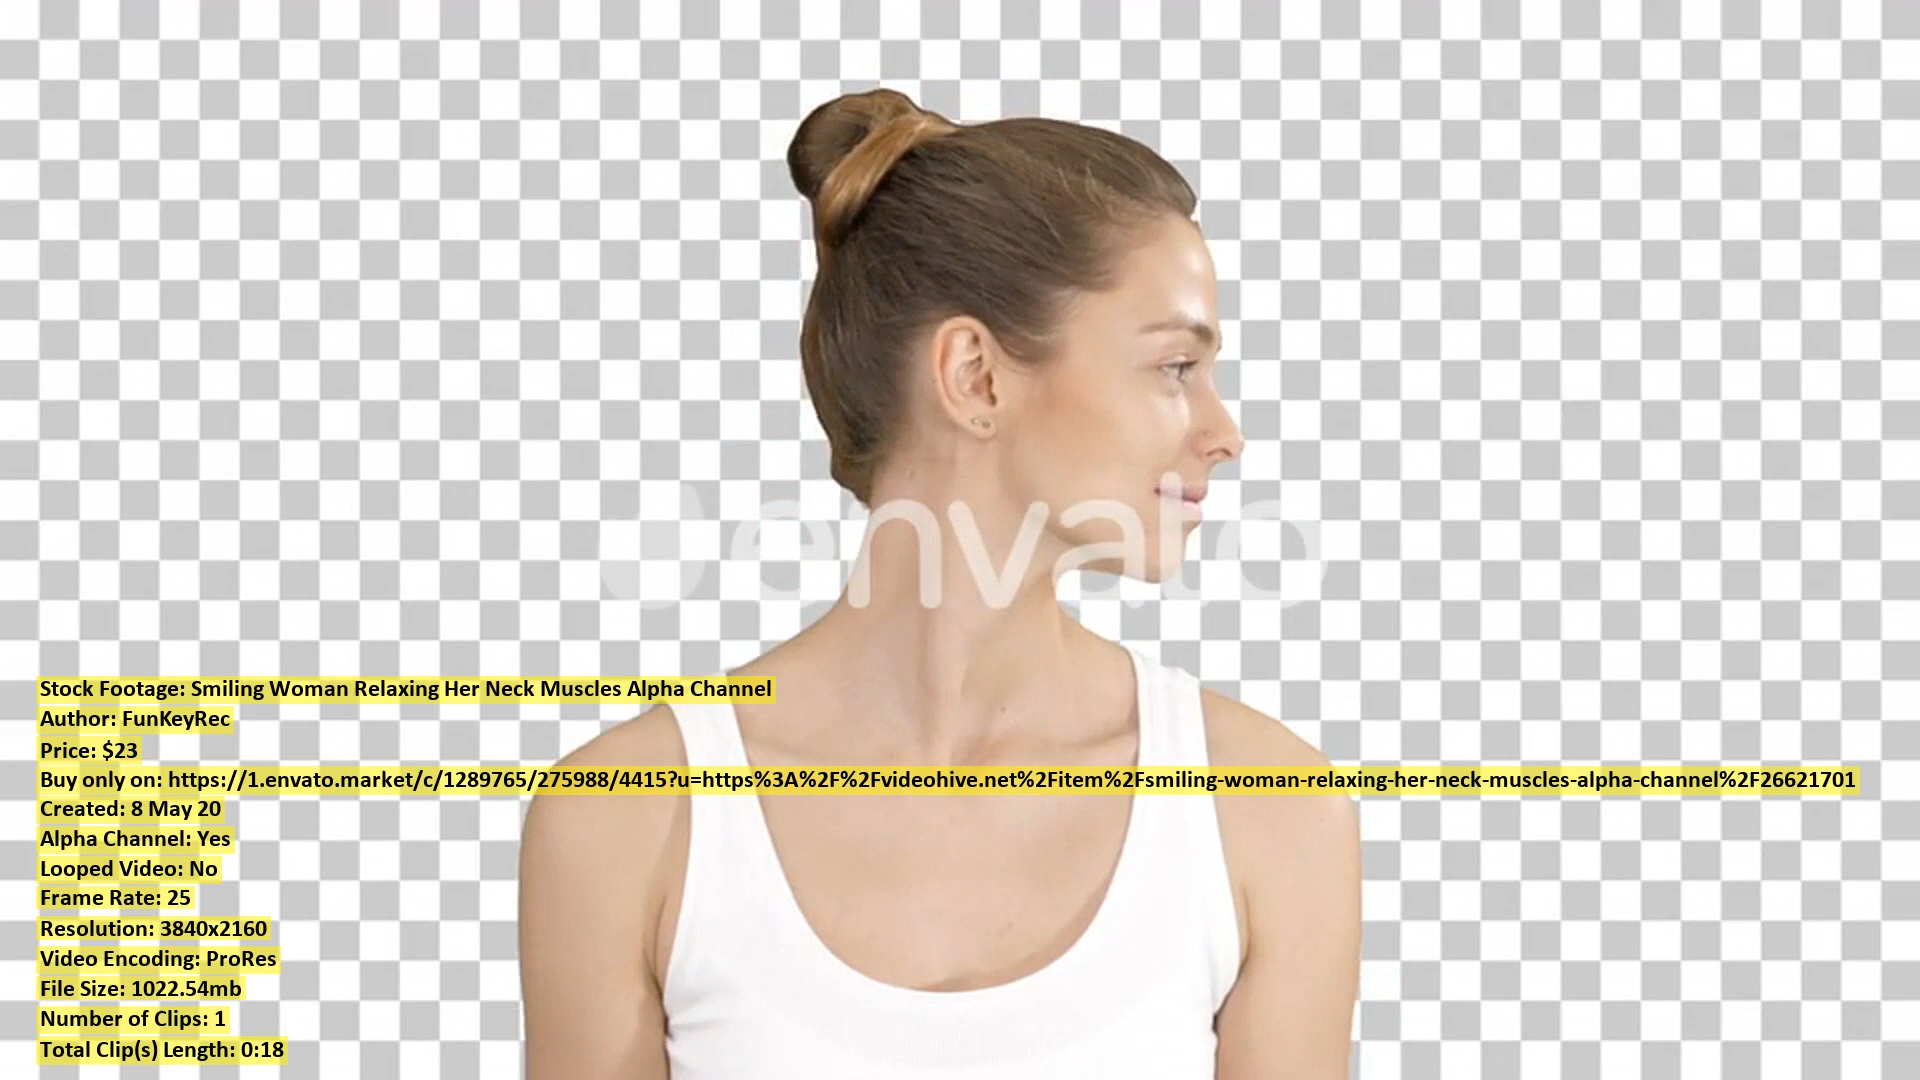 envato
Stock Footage: Smiling Woman Relaxing Her Neck Muscles Alpha Channel
Author: FunKeyRec
Price: $23
Buy only on: https://1.envato.market/c/1289765/275988/4415?u=https%3A%2F%2Fvideohive.net%2Fitem%2Fsmiling-woman-relaxing-her-neck-muscles-alpha-channel%2F26621701
Created: 8 May 20
Alpha Channel: Yes
Looped Video: No
Frame Rate: 25
Resolution: 3840x2160
Video Encoding: ProRes
File Size: 1022.54mb
Number of Clips: 1
Total Clip(s) Length: 0:18